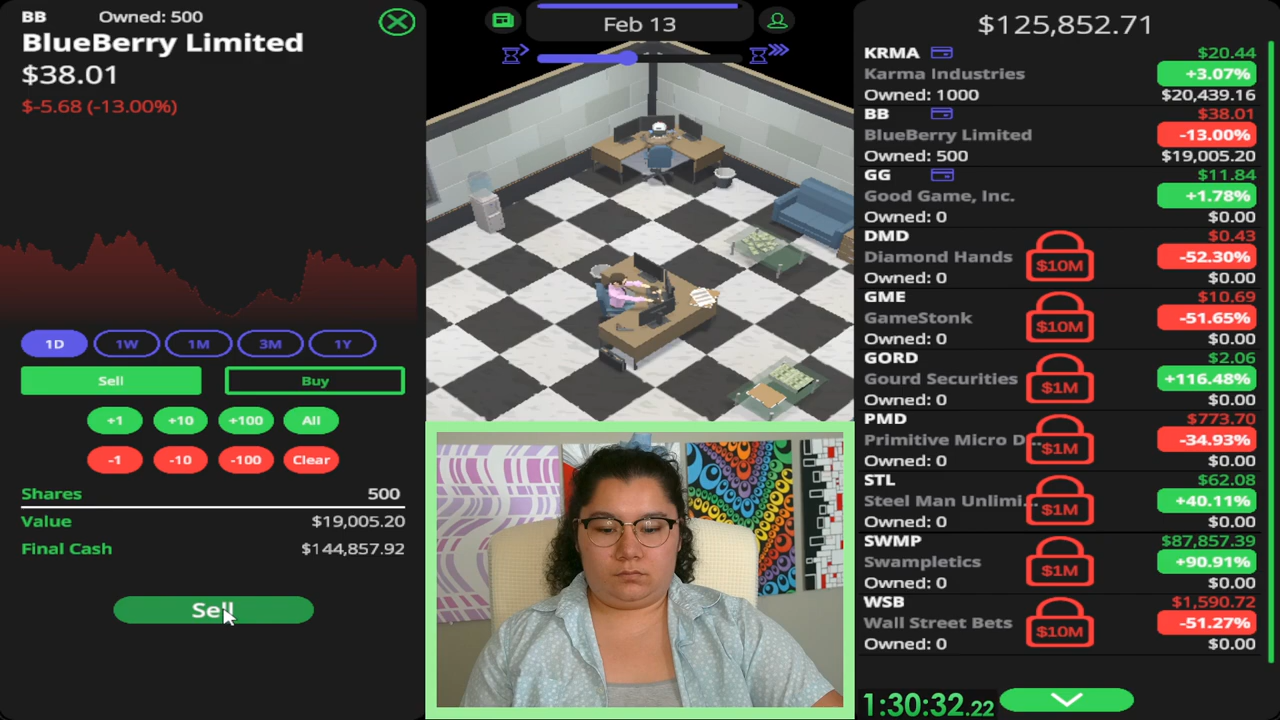 BB Owned: 500
BlueBerry Limited
$38.01
$-5.68 (-13.00%)
1D 1W 1M 3M 1Y
Sell Buy
+1 +10 +100 All
-1 -10 -100 Clear
Shares 500
Value $19,005.20
Final Cash $144,857.92
Sell
Feb 13
$125,852.71
KRMA $20.44
Karma Industries +3.07%
Owned: 1000 $20,439.16
BB $38.01
BlueBerry Limited -13.00%
Owned: 500 $19,005.20
GG $11.84
Good Game, Inc. +1.78%
Owned: 0 $0.00
DMD $0.43
Diamond Hands $10M -52.30%
Owned: 0 $0.00
GME $10.69
GameStonk $10M -51.65%
Owned: 0 $0.00
GORD $2.06
Gourd Securities $1M +116.48%
Owned: 0 $0.00
PMD $773.70
Primitive Micro D... $1M -34.93%
Owned: 0 $0.00
STL $62.08
Steel Man Unlimi... $1M +40.11%
Owned: 0 $0.00
SWMP $87,857.39
Swampletics $1M +90.91%
Owned: 0 $0.00
WSB $1,590.72
Wall Street Bets $10M -51.27%
Owned: 0 $0.00
1:30:32.22